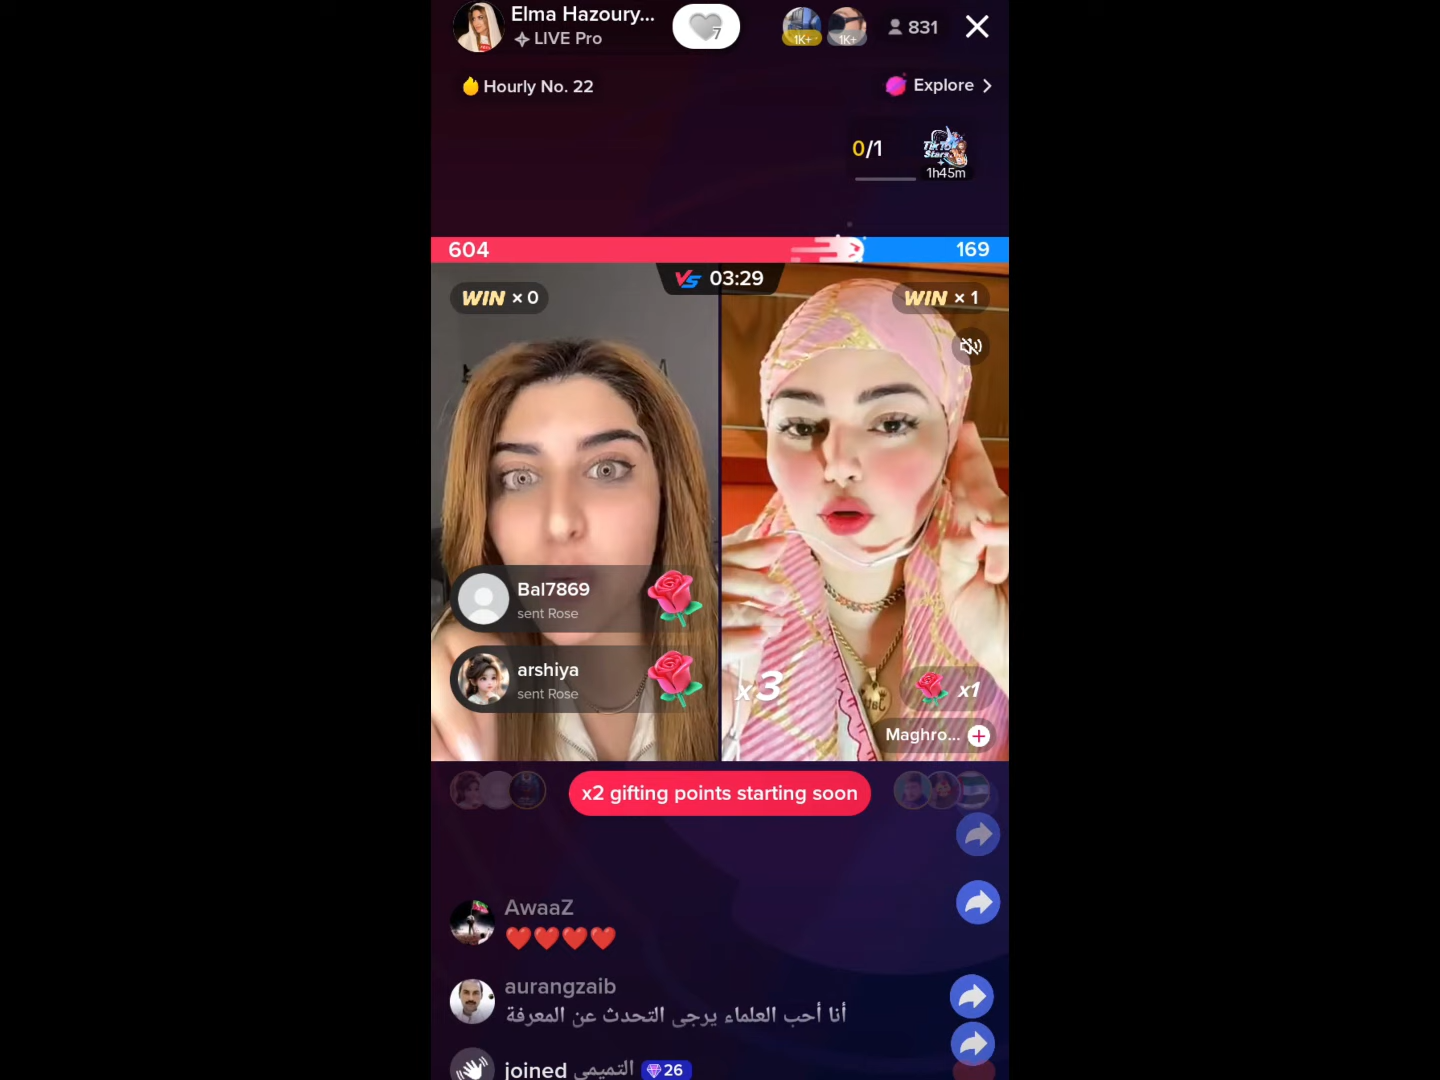 Elma Hazoury...
LIVE Pro
7
1K+
1K+
831
Hourly No. 22
Explore
0/1
TikTok
Stars
1h45m
604
169
VS 03:29
WIN × 0
WIN × 1
Bal7869
sent Rose
arshiya
sent Rose
x3
x1
Maghro...
x2 gifting points starting soon
AwaaZ
❤️❤️❤️❤️
aurangzaib
أنا أحب العلماء يرجى التحدث عن المعرفة
joined التميمي 26